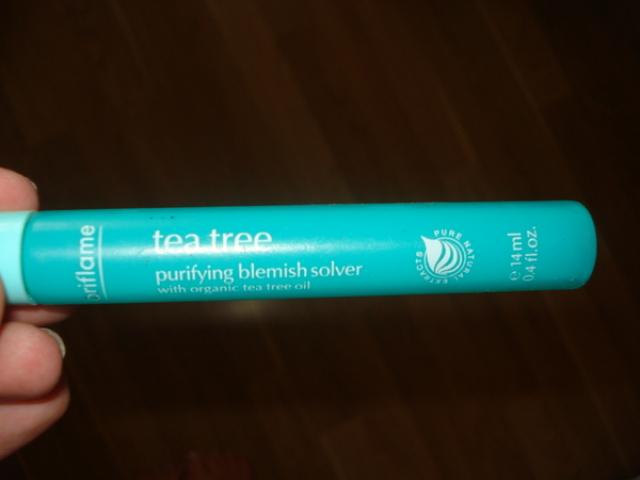 oriflame
tea tree
purifying blemish solver
with organic tea tree oil
PURE NATURAL EXTRACTS
e 14 ml
0.4 fl.oz.